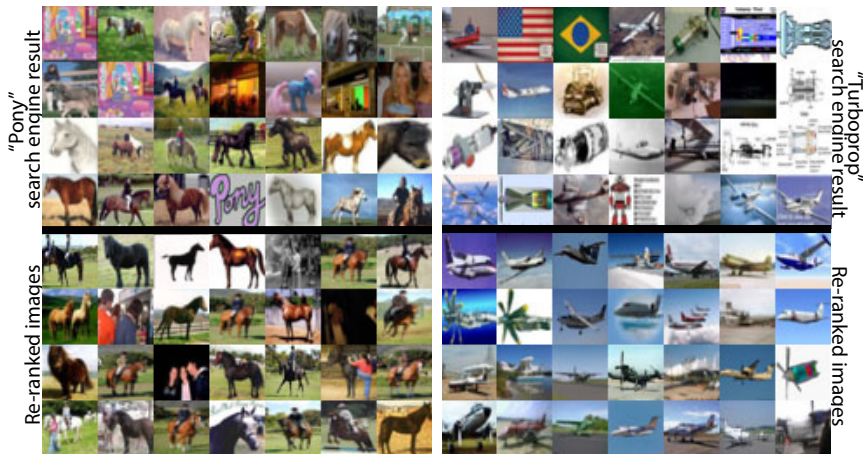 "Pony"
search engine result
Pony
Re-ranked images
"Turboprop"
search engine result
Re-ranked images